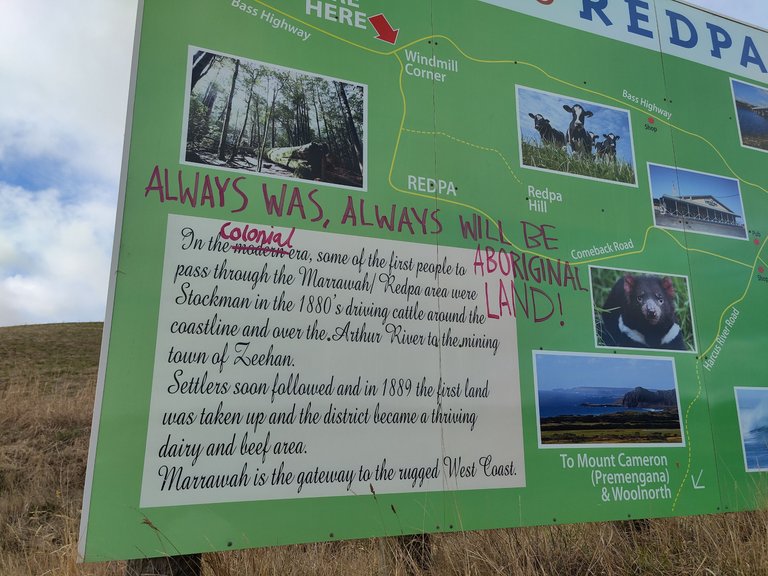 HERE
REDPA
Bass Highway
Windmill
Corner
Bass Highway
Shop
REDPA
Redpa
Hill
ALWAYS WAS, ALWAYS WILL BE
ABORIGINAL
LAND!
Comeback Road
Pub
Shop
Harcus River Road
colonial
In the modern era, some of the first people to
pass through the Marrawah/ Redpa area were
Stockman in the 1880's driving cattle around the
coastline and over the Arthur River to the mining
town of Zeehan.
Settlers soon followed and in 1889 the first land
was taken up and the district became a thriving
dairy and beef area.
Marrawah is the gateway to the rugged West Coast.
To Mount Cameron
(Premengana)
& Woolnorth